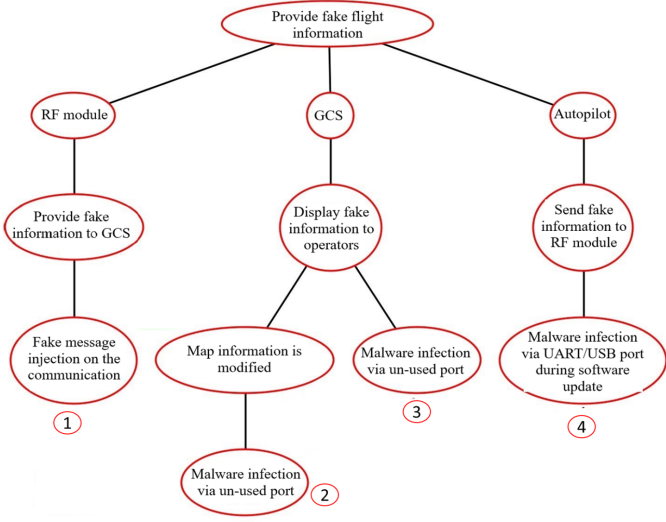 Provide fake flight
information
RF module
GCS
Autopilot
Provide fake
information to GCS
Display fake
information to
operators
Send fake
information to
RF module
Fake message
injection on the
communication
Map information is
modified
Malware infection
via un-used port
Malware infection
via UART/USB port
during software
update
1
3
4
Malware infection
via un-used port
2